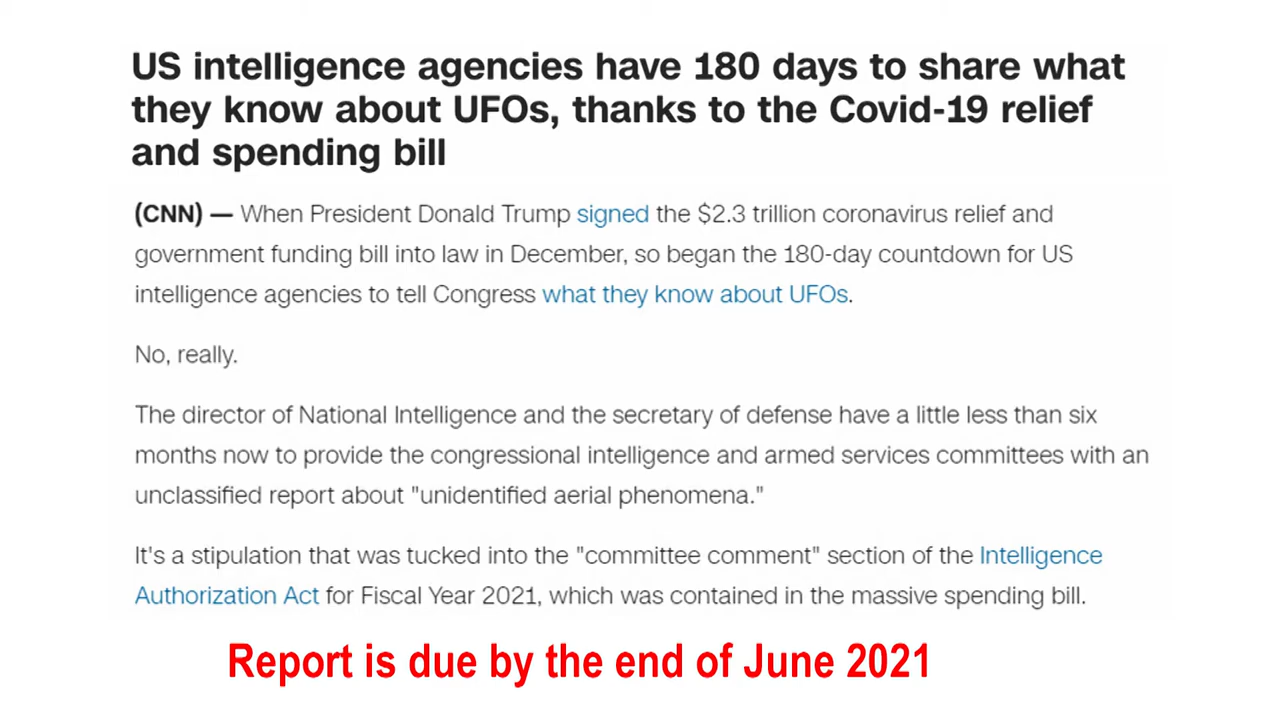 US intelligence agencies have 180 days to share what
they know about UFOs, thanks to the Covid-19 relief
and spending bill
(CNN) — When President Donald Trump signed the $2.3 trillion coronavirus relief and
government funding bill into law in December, so began the 180-day countdown for US
intelligence agencies to tell Congress what they know about UFOs.
No, really.
The director of National Intelligence and the secretary of defense have a little less than six
months now to provide the congressional intelligence and armed services committees with an
unclassified report about "unidentified aerial phenomena."
It's a stipulation that was tucked into the "committee comment" section of the Intelligence
Authorization Act for Fiscal Year 2021, which was contained in the massive spending bill.
Report is due by the end of June 2021